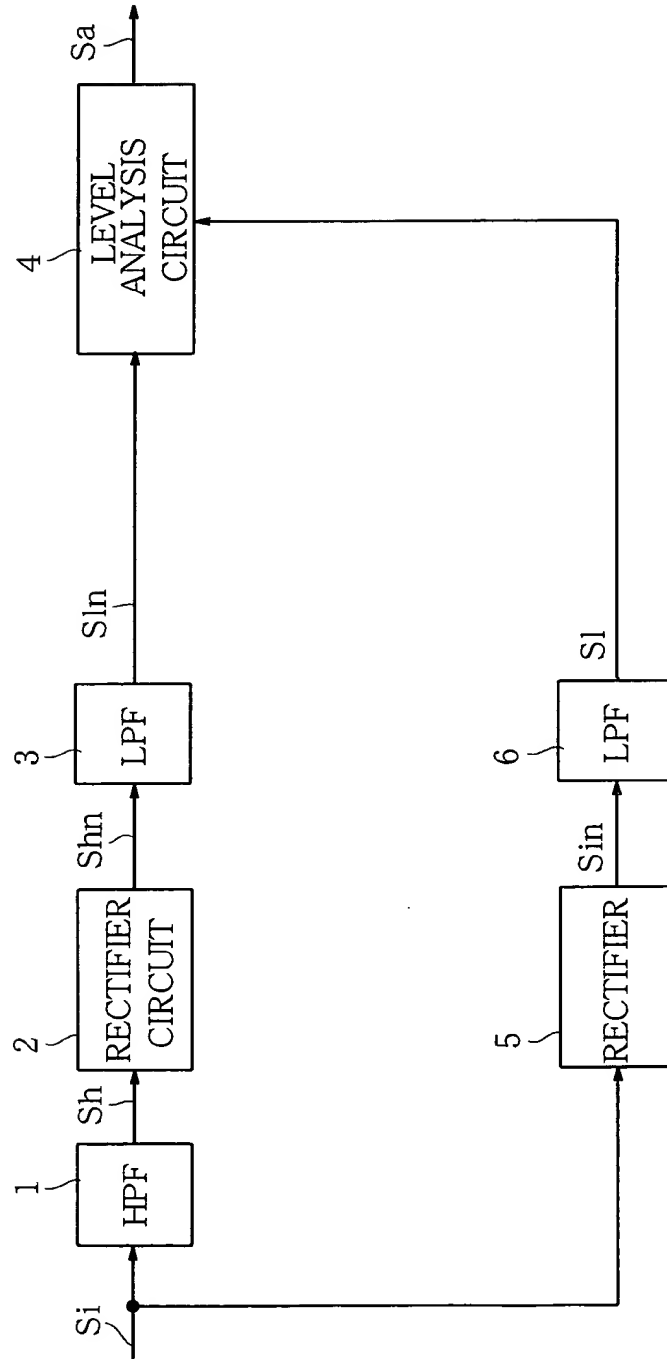 Si
1
HPF
Sh
2
RECTIFIER
CIRCUIT
Shn
3
LPF
Sln
4
LEVEL
ANALYSIS
CIRCUIT
Sa
5
RECTIFIER
Sin
6
LPF
Sl